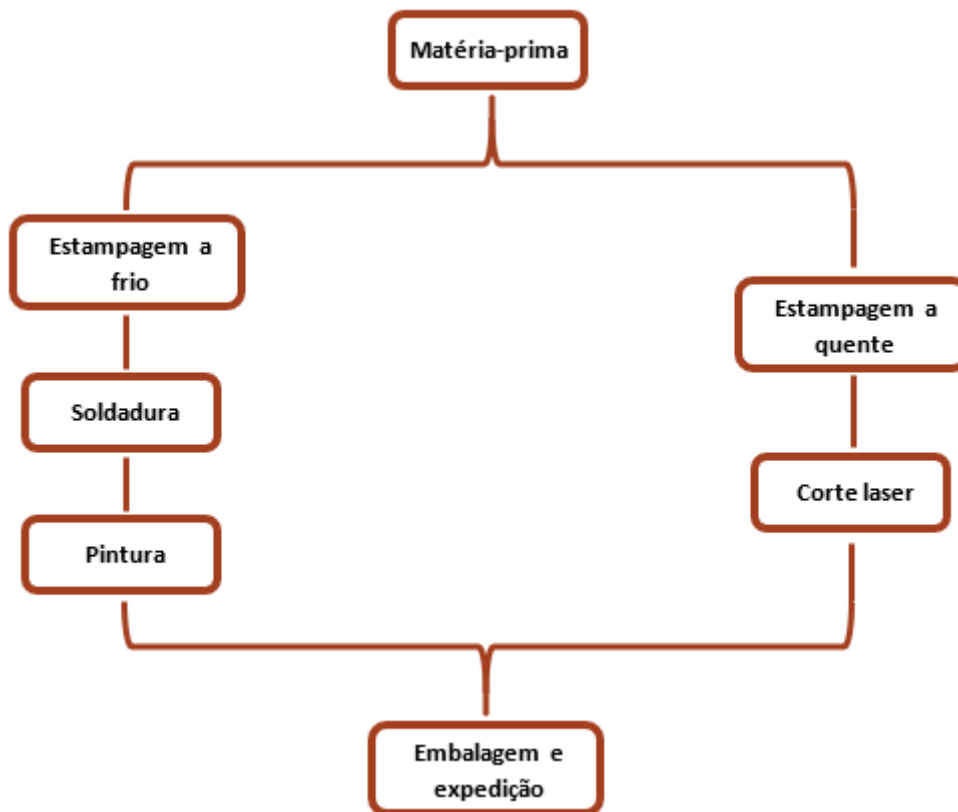 Matéria-prima
Estampagem a
frio
Estampagem a
quente
Soldadura
Corte laser
Pintura
Embalagem e
expedição